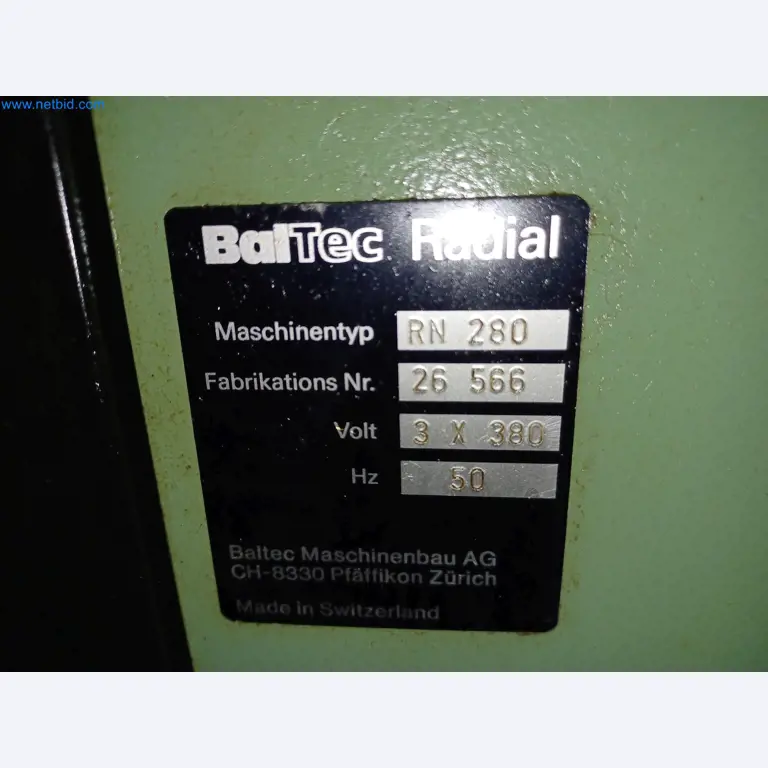 www.netbid.com
BalTec Radial
Maschinentyp RN 280
Fabrikations Nr. 26 566
Volt 3 X 380
Hz 50
Baltec Maschinenbau AG
CH-8330 Pfäffikon Zürich
Made in Switzerland